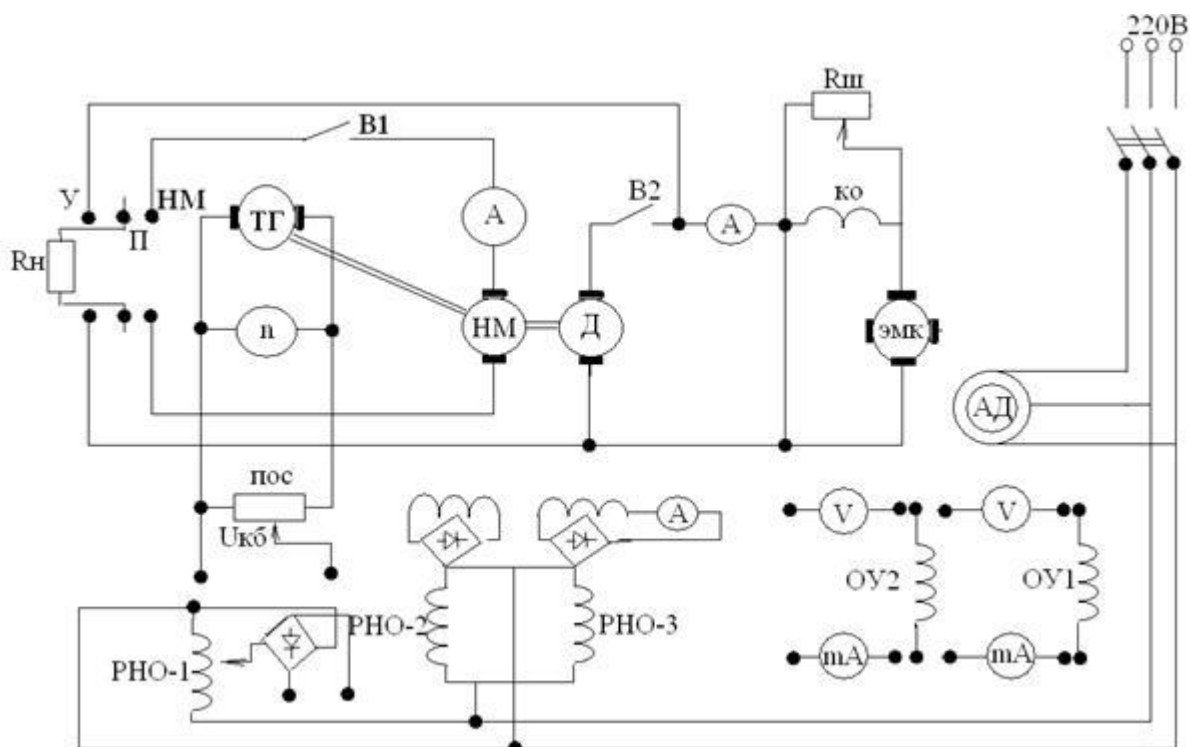 220В
Rш
В1
У
НМ
ТГ
А
В2
А
ко
П
Rн
n
НМ
Д
эмк
АД
пос
Uкб
А
V
V
ОУ2
ОУ1
РНО-2
РНО-3
РНО-1
mA
mA